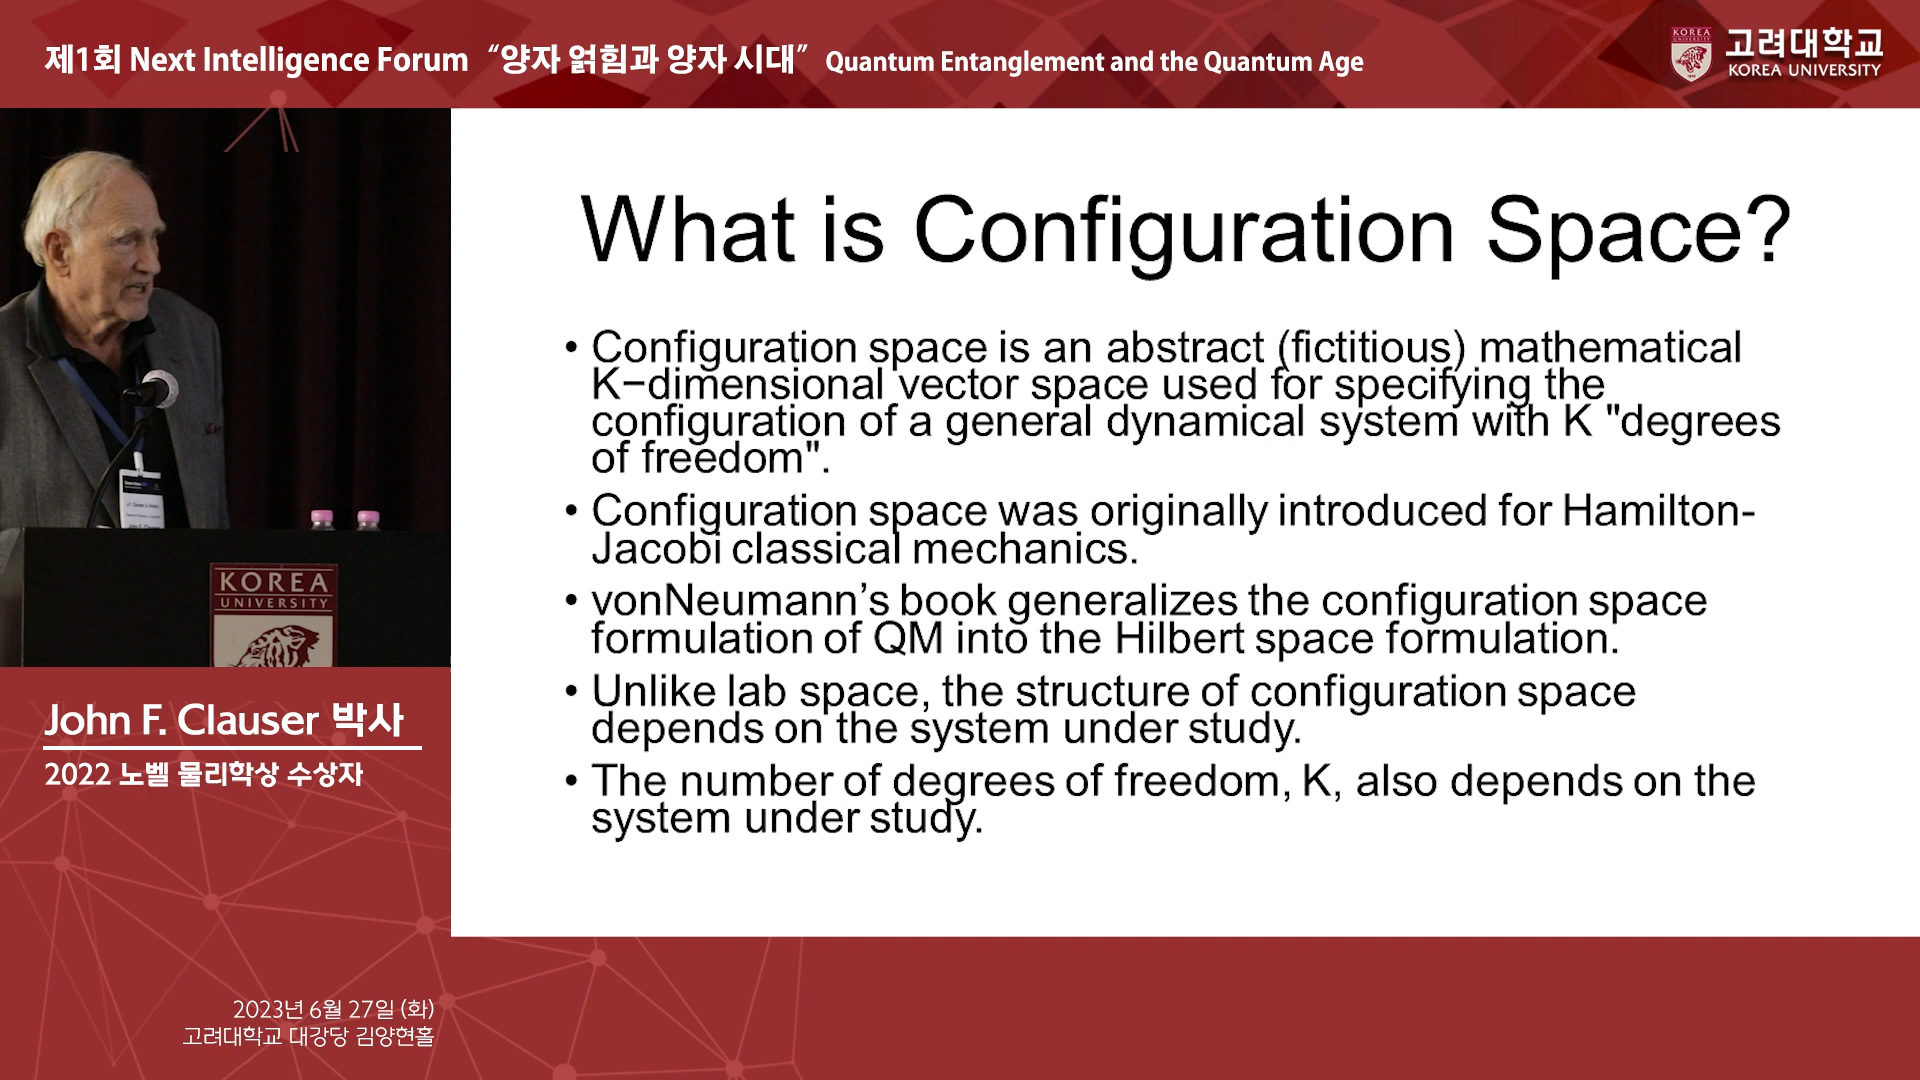 제1회 Next Intelligence Forum “양자 얽힘과 양자 시대” Quantum Entanglement and the Quantum Age
KOREA
UNIVERSITY
고려대학교
KOREA UNIVERSITY
What is Configuration Space?
• Configuration space is an abstract (fictitious) mathematical
K−dimensional vector space used for specifying the
configuration of a general dynamical system with K "degrees
of freedom".
• Configuration space was originally introduced for Hamilton-
Jacobi classical mechanics.
• vonNeumann’s book generalizes the configuration space
formulation of QM into the Hilbert space formulation.
• Unlike lab space, the structure of configuration space
depends on the system under study.
• The number of degrees of freedom, K, also depends on the
system under study.
KOREA
UNIVERSITY
John F. Clauser 박사
2022 노벨 물리학상 수상자
2023년 6월 27일 (화)
고려대학교 대강당 김양현홀